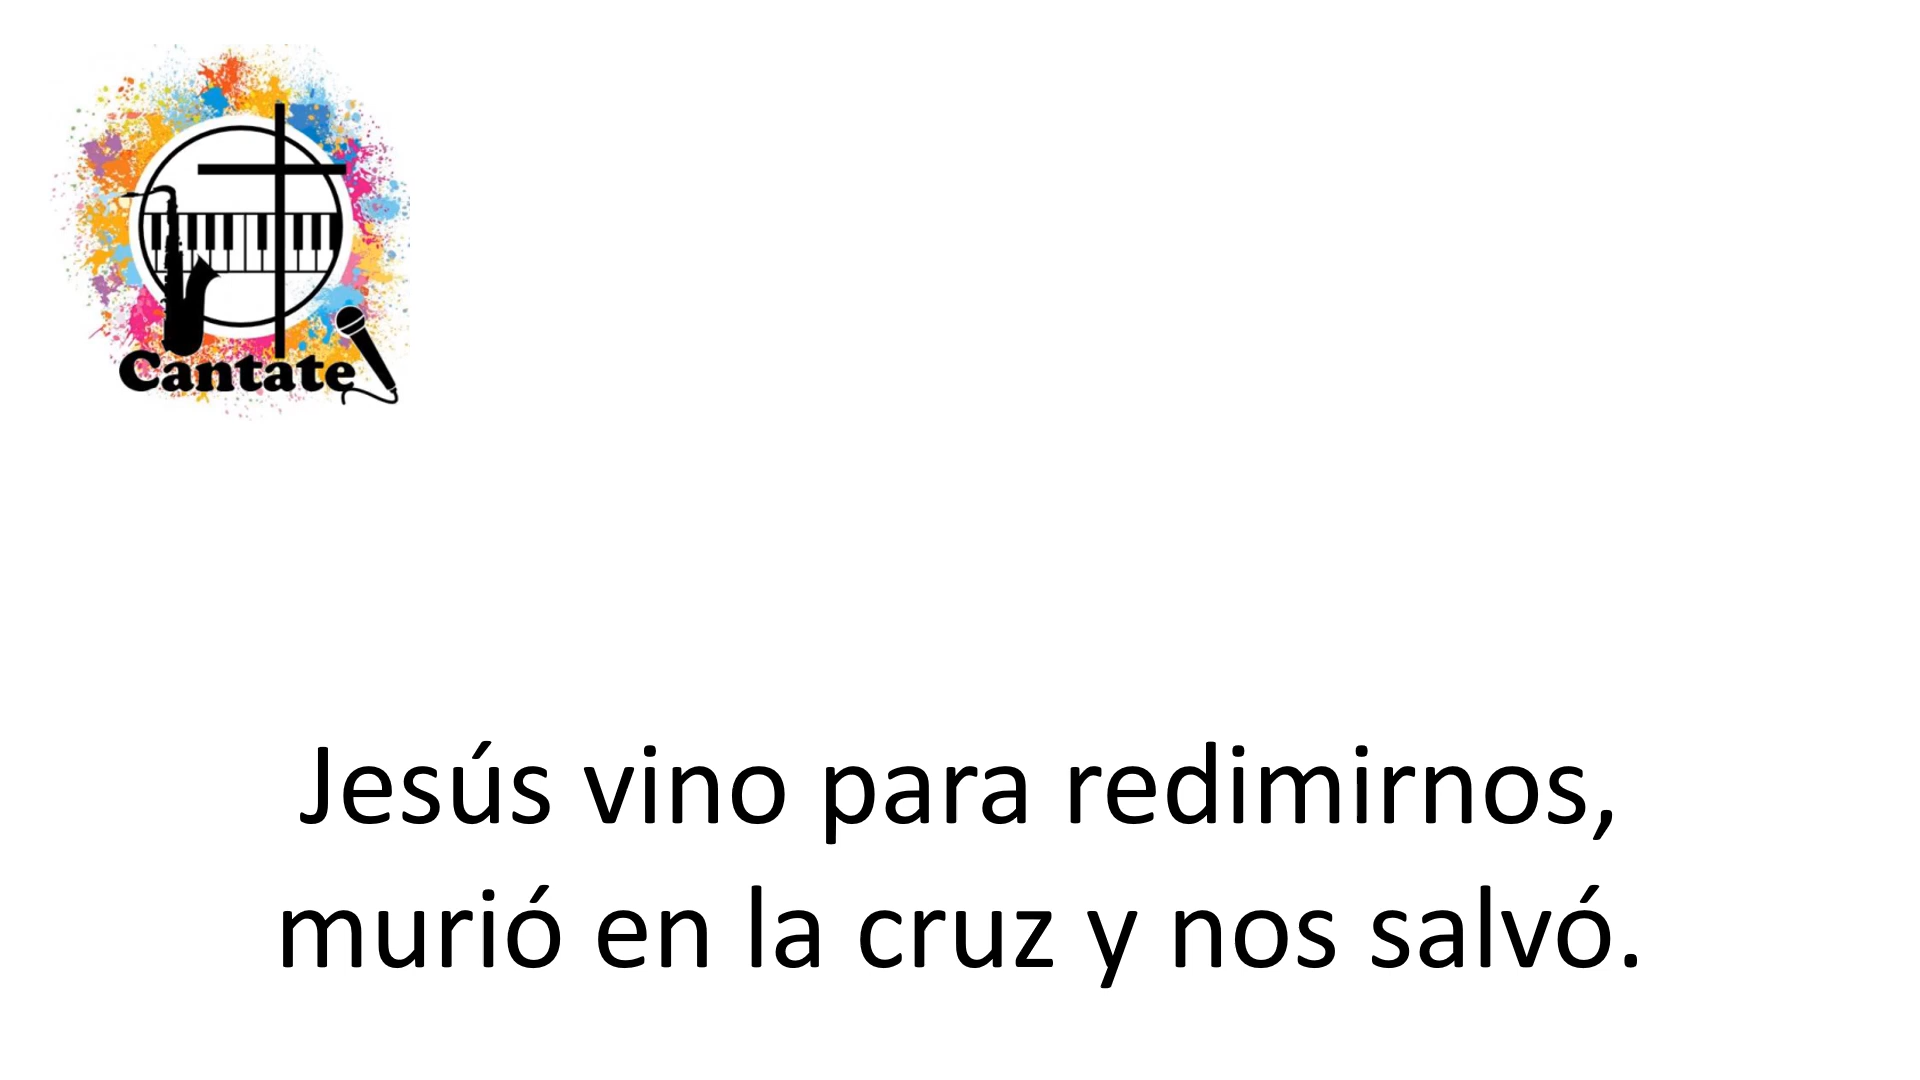 Cantate
Jesús vino para redimirnos,
murió en la cruz y nos salvó.